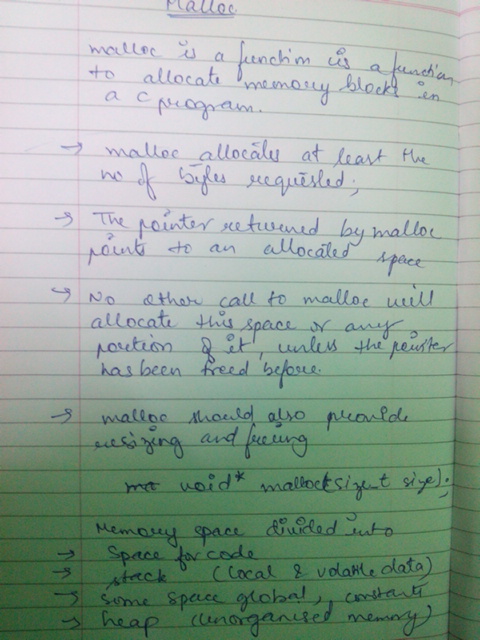 Malloc
malloc is a function is a function
to allocate memory blocks in
a C program.
→ malloc allocates at least the
no of bytes requested;
→ The pointer returned by malloc
points to an allocated space
→ No other call to malloc will
allocate this space or any
portion of it, unless the pointer
has been freed before.
→ malloc should also provide
resizing and freeing
void* malloc(size_t size);
Memory space divided into
→ Space for code
→ stack (local & volatile data)
→ some space global, constants
→ heap (unorganised memory)